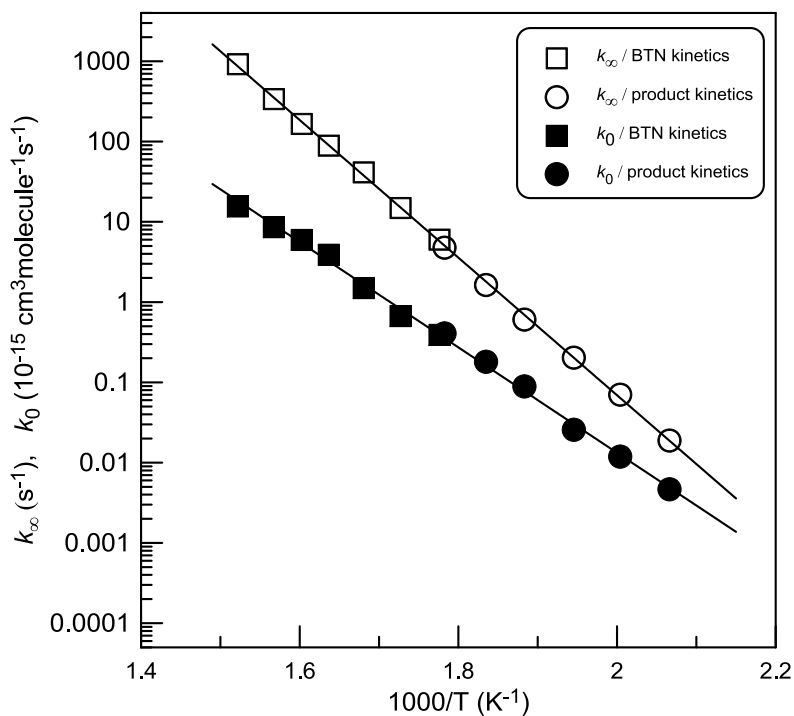 k∞ (s-1), k0 (10-15 cm3molecule-1s-1)
1000
100
10
1
0.1
0.01
0.001
0.0001
k∞ / BTN kinetics
k∞ / product kinetics
k0 / BTN kinetics
k0 / product kinetics
1.4 1.6 1.8 2 2.2
1000/T (K-1)